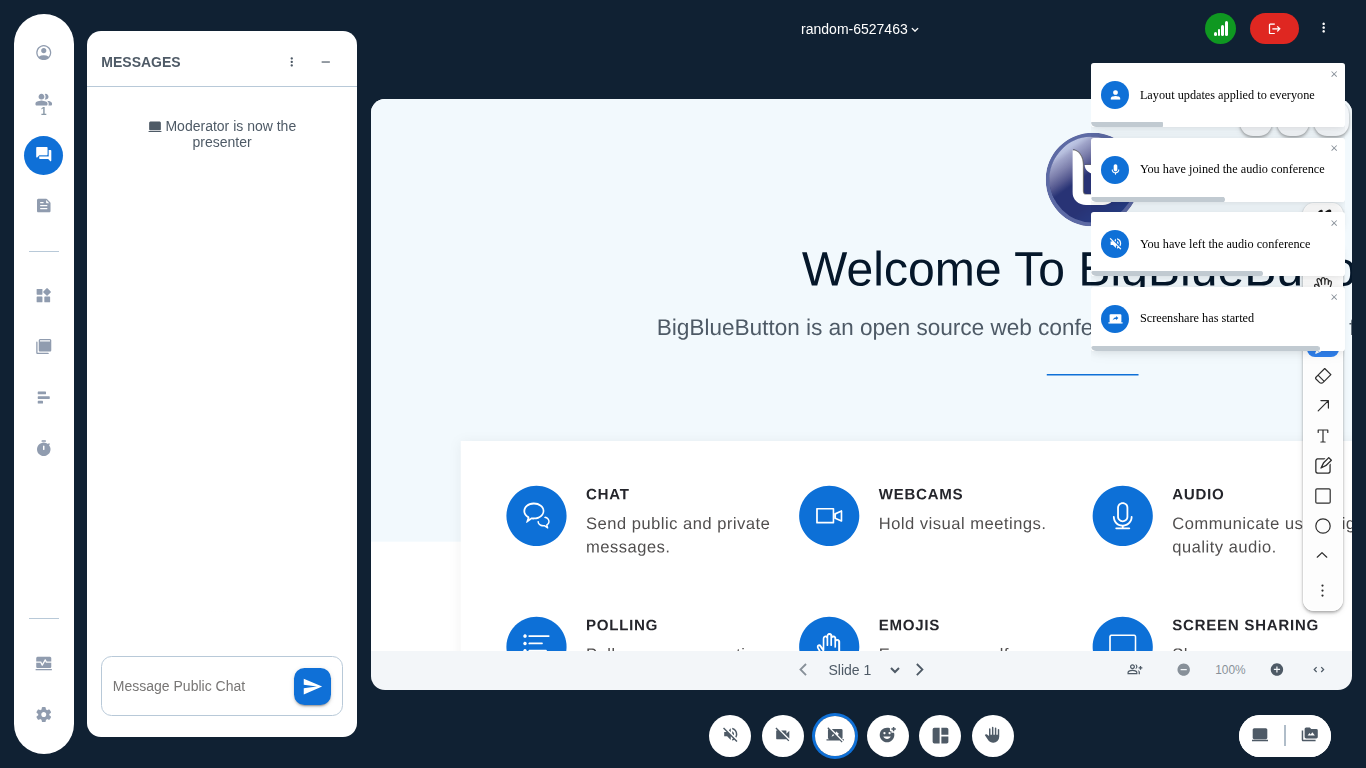 random-6527463
MESSAGES
1
Moderator is now the
presenter
Message Public Chat
Layout updates applied to everyone
You have joined the audio conference
You have left the audio conference
Screenshare has started
Welcome To
BigBlueButton is an open source web
CHAT
Send public and private
messages.
WEBCAMS
Hold visual meetings.
AUDIO
Communicate
quality audio.
POLLING
EMOJIS
SCREEN SHARING
Slide 1
100%